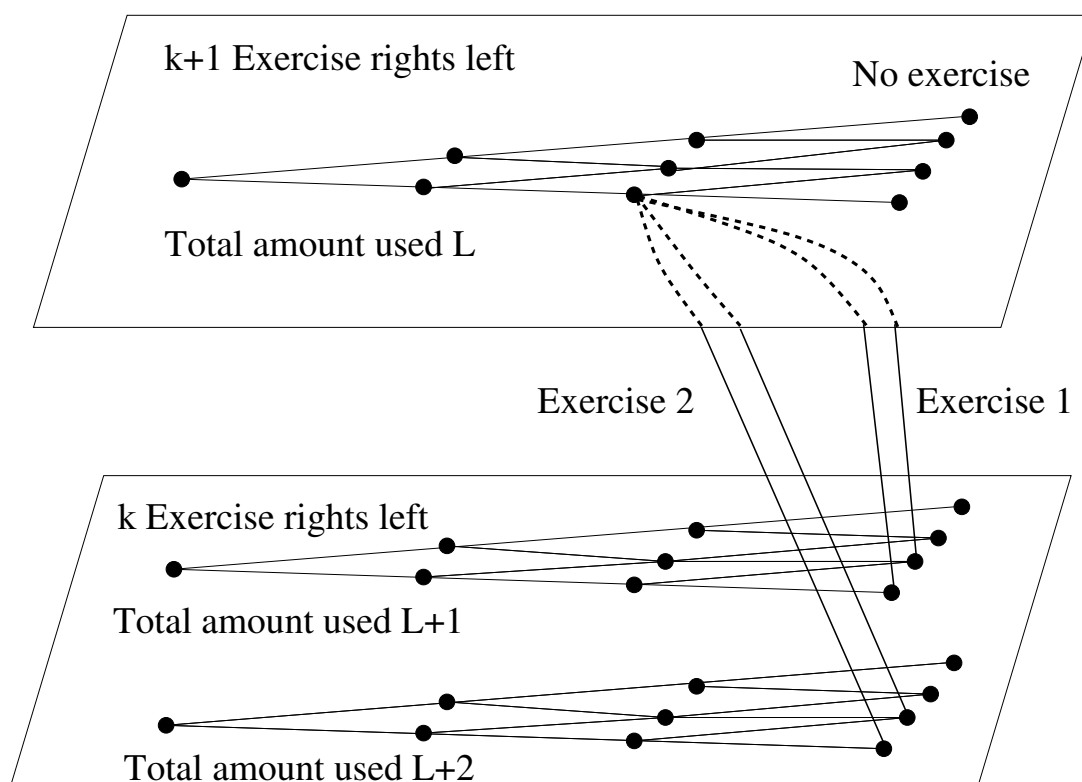 k+1 Exercise rights left
No exercise
Total amount used L
Exercise 2
Exercise 1
k Exercise rights left
Total amount used L+1
Total amount used L+2